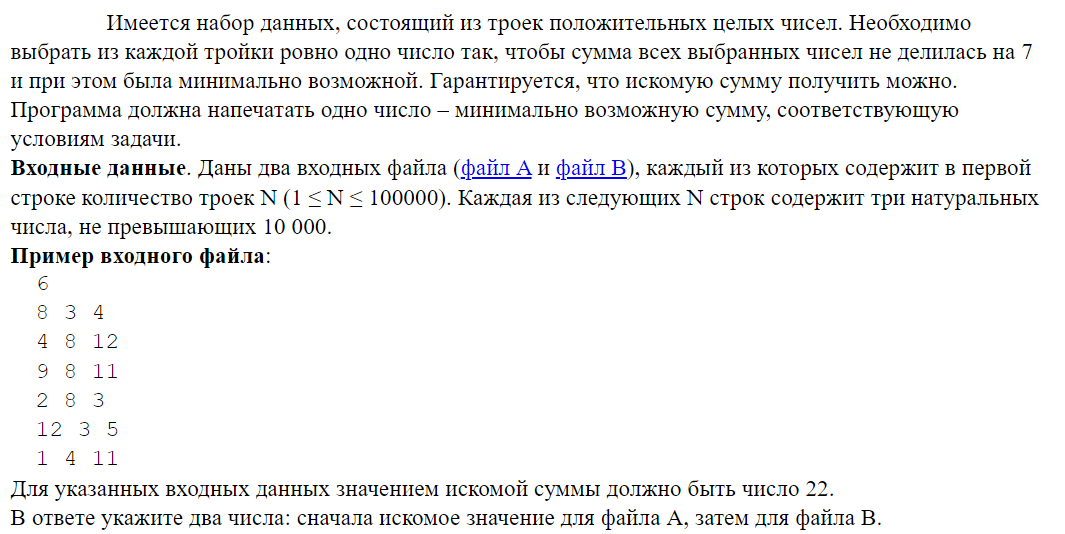 Имеется набор данных, состоящий из троек положительных целых чисел. Необходимо
выбрать из каждой тройки ровно одно число так, чтобы сумма всех выбранных чисел не делилась на 7
и при этом была минимально возможной. Гарантируется, что искомую сумму получить можно.
Программа должна напечатать одно число – минимально возможную сумму, соответствующую
условиям задачи.
Входные данные. Даны два входных файла (файл A и файл B), каждый из которых содержит в первой
строке количество троек N (1 ≤ N ≤ 100000). Каждая из следующих N строк содержит три натуральных
числа, не превышающих 10 000.
Пример входного файла:
6
8 3 4
4 8 12
9 8 11
2 8 3
12 3 5
1 4 11
Для указанных входных данных значением искомой суммы должно быть число 22.
В ответе укажите два числа: сначала искомое значение для файла А, затем для файла B.